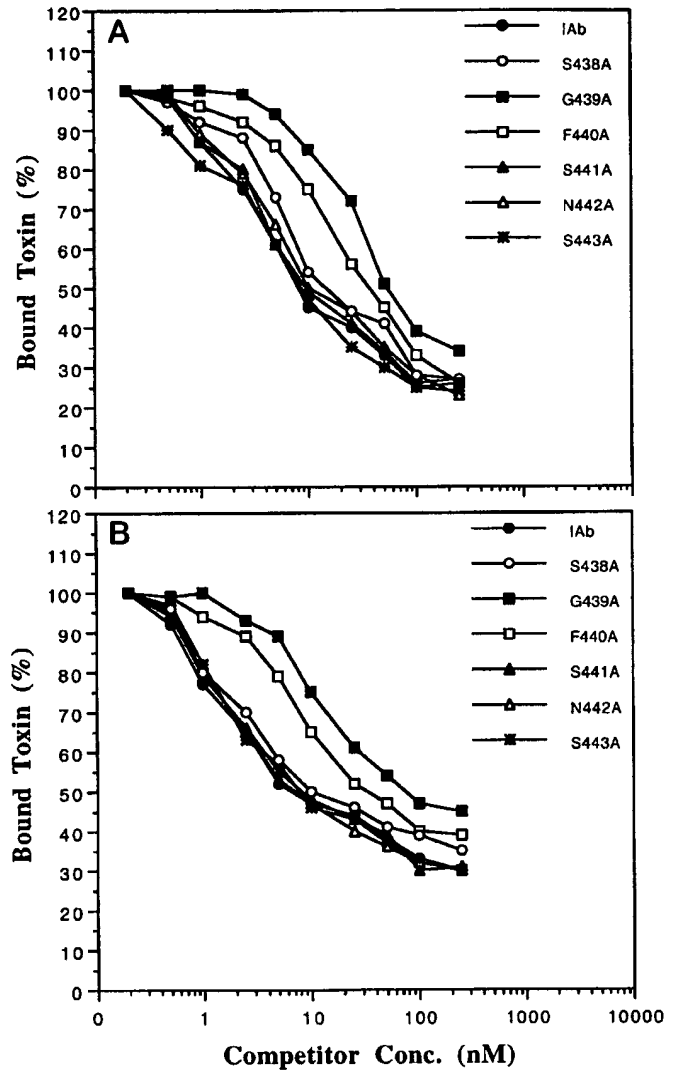 A
120
110
100
90
80
70
60
50
40
30
20
10
0
Bound Toxin (%)
IAb
S438A
G439A
F440A
S441A
N442A
S443A
B
120
110
100
90
80
70
60
50
40
30
20
10
0
Bound Toxin (%)
IAb
S438A
G439A
F440A
S441A
N442A
S443A
0 1 10 100 1000 10000
Competitor Conc. (nM)